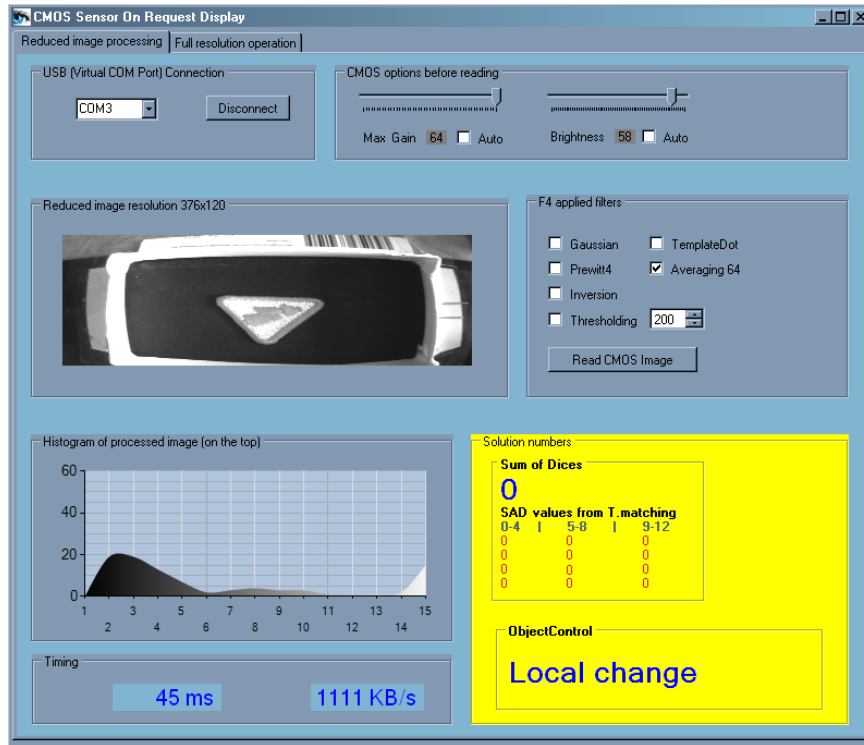 CMOS Sensor On Request Display
Reduced image processing Full resolution operation
USB (Virtual COM Port) Connection
COM3 Disconnect
CMOS options before reading
Max Gain 64 Auto Brightness 58 Auto
Reduced image resolution 376x120
F4 applied filters
Gaussian TemplateDot
Prewitt4 Averaging 64
Inversion
Thresholding 200
Read CMOS Image
Histogram of processed image (on the top)
60
40
20
0
1 3 5 7 9 11 13 15
2 4 6 8 10 12 14
Timing
45 ms 1111 KB/s
Solution numbers
Sum of Dices
0
SAD values from T.matching
0-4 | 5-8 | 9-12
0 0 0
0 0 0
0 0 0
0 0 0
ObjectControl
Local change